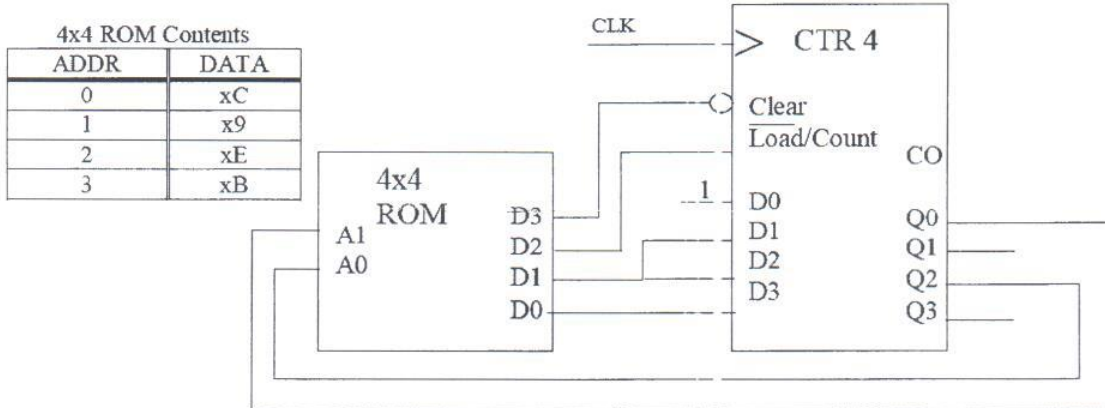 4x4 ROM Contents
ADDR DATA
0 xC
1 x9
2 xE
3 xB
4x4
ROM
A1
A0
D3
D2
D1
D0
CLK
CTR 4
Clear
Load/Count
CO
1
D0
D1
D2
D3
Q0
Q1
Q2
Q3